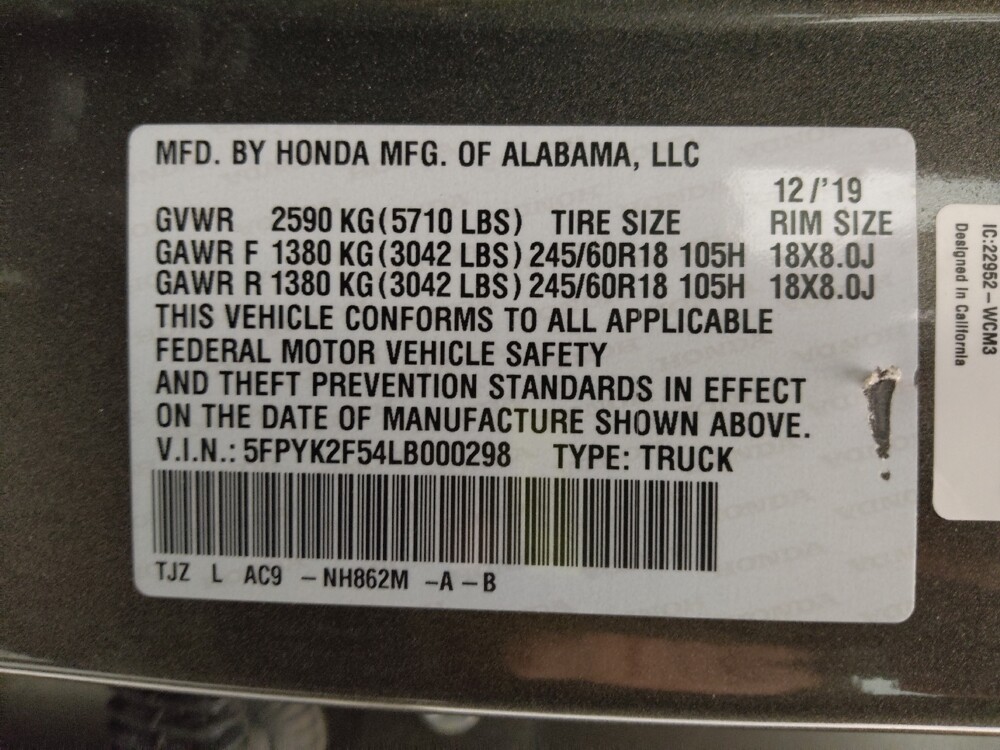 MFD. BY HONDA MFG. OF ALABAMA, LLC
12/'19
GVWR 2590 KG(5710 LBS) TIRE SIZE RIM SIZE
GAWR F 1380 KG(3042 LBS) 245/60R18 105H 18X8.0J
GAWR R 1380 KG(3042 LBS) 245/60R18 105H 18X8.0J
THIS VEHICLE CONFORMS TO ALL APPLICABLE
FEDERAL MOTOR VEHICLE SAFETY
AND THEFT PREVENTION STANDARDS IN EFFECT
ON THE DATE OF MANUFACTURE SHOWN ABOVE.
V.I.N.: 5FPYK2F54LB000298 TYPE: TRUCK
TJZ L AC9 -NH862M -A -B
IC:22952-WCM3
Designed in California